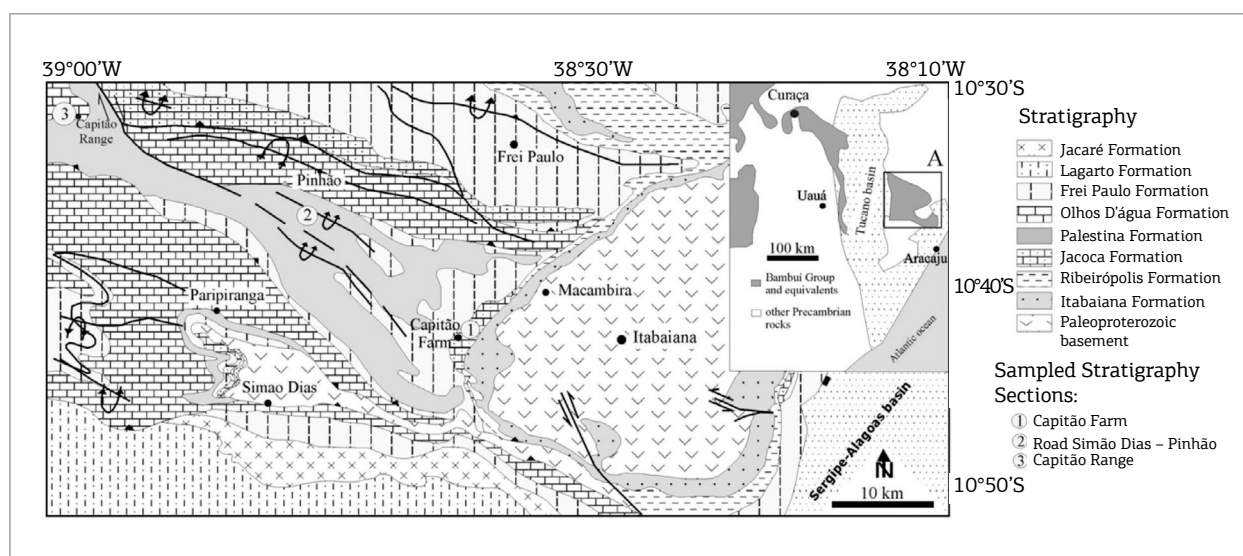 39°00'W
38°30'W
38°10'W
10°30'S
10°40'S
10°50'S
3
Capitão
Range
Frei Paulo
Pinhão
2
Paripiranga
Macambira
Capitão
Farm
1
Itabaiana
Simao Dias
Curaça
A
Uauá
Tucano basin
Aracaju
100 km
Bambuí Group
and equivalents
other Precambrian
rocks
Atlantic ocean
Sergipe-Alagoas basin
N
10 km
Stratigraphy
Jacaré Formation
Lagarto Formation
Frei Paulo Formation
Olhos D'água Formation
Palestina Formation
Jacoca Formation
Ribeirópolis Formation
Itabaiana Formation
Paleoproterozoic
basement
Sampled Stratigraphy
Sections:
1 Capitão Farm
2 Road Simão Dias – Pinhão
3 Capitão Range